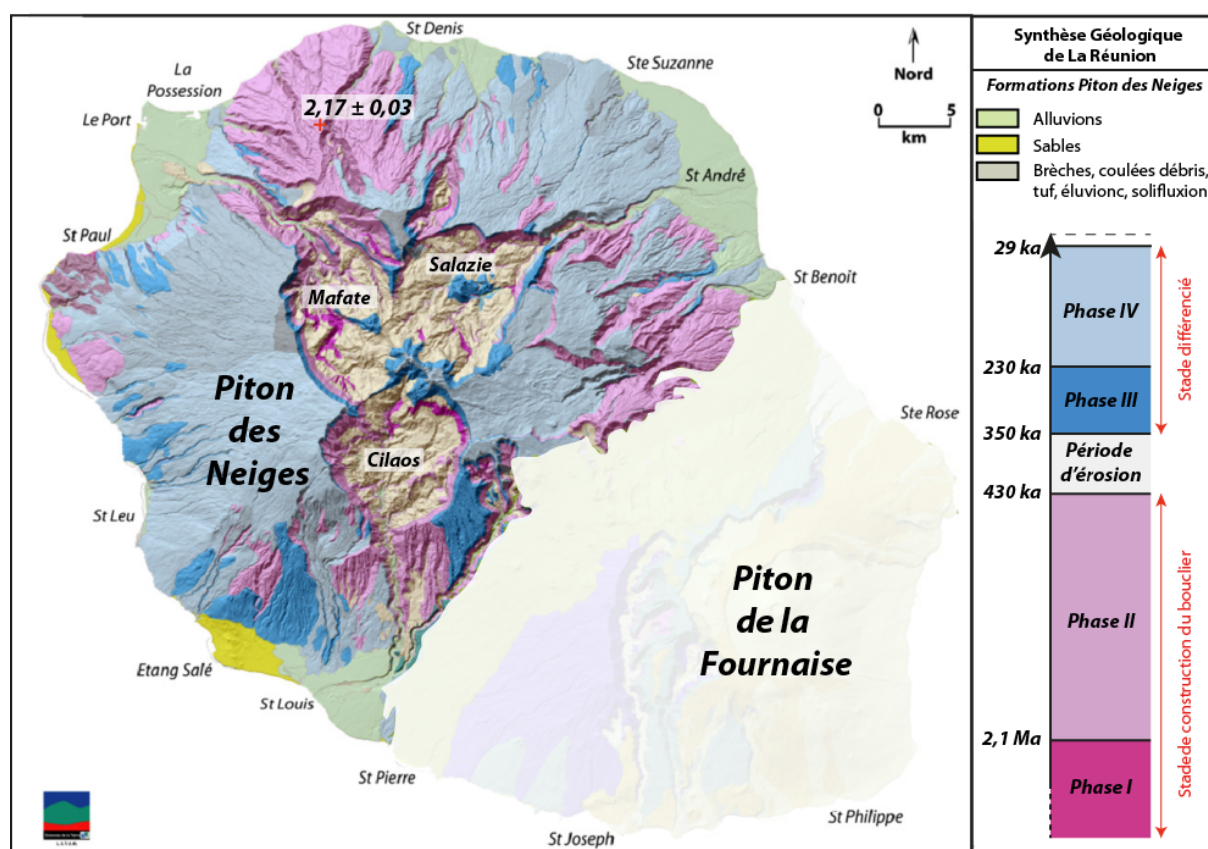 St Denis
Ste Suzanne
La
Possession
Le Port
2,17 ± 0,03
Nord
0 5
km
St André
St Paul
Salazie
Mafate
St Benoit
Piton
des
Neiges
Cilaos
Ste Rose
St Leu
Piton
de la
Fournaise
Etang Salé
St Louis
St Pierre
St Philippe
St Joseph
Synthèse Géologique
de La Réunion
Formations Piton des Neiges
Alluvions
Sables
Brèches, coulées débris,
tuf, éluvionc, solifluxion
29 ka
Phase IV
230 ka
Phase III
350 ka
Période
d'érosion
430 ka
Phase II
2,1 Ma
Phase I
Stade différencié
Stadede construction du bouclier